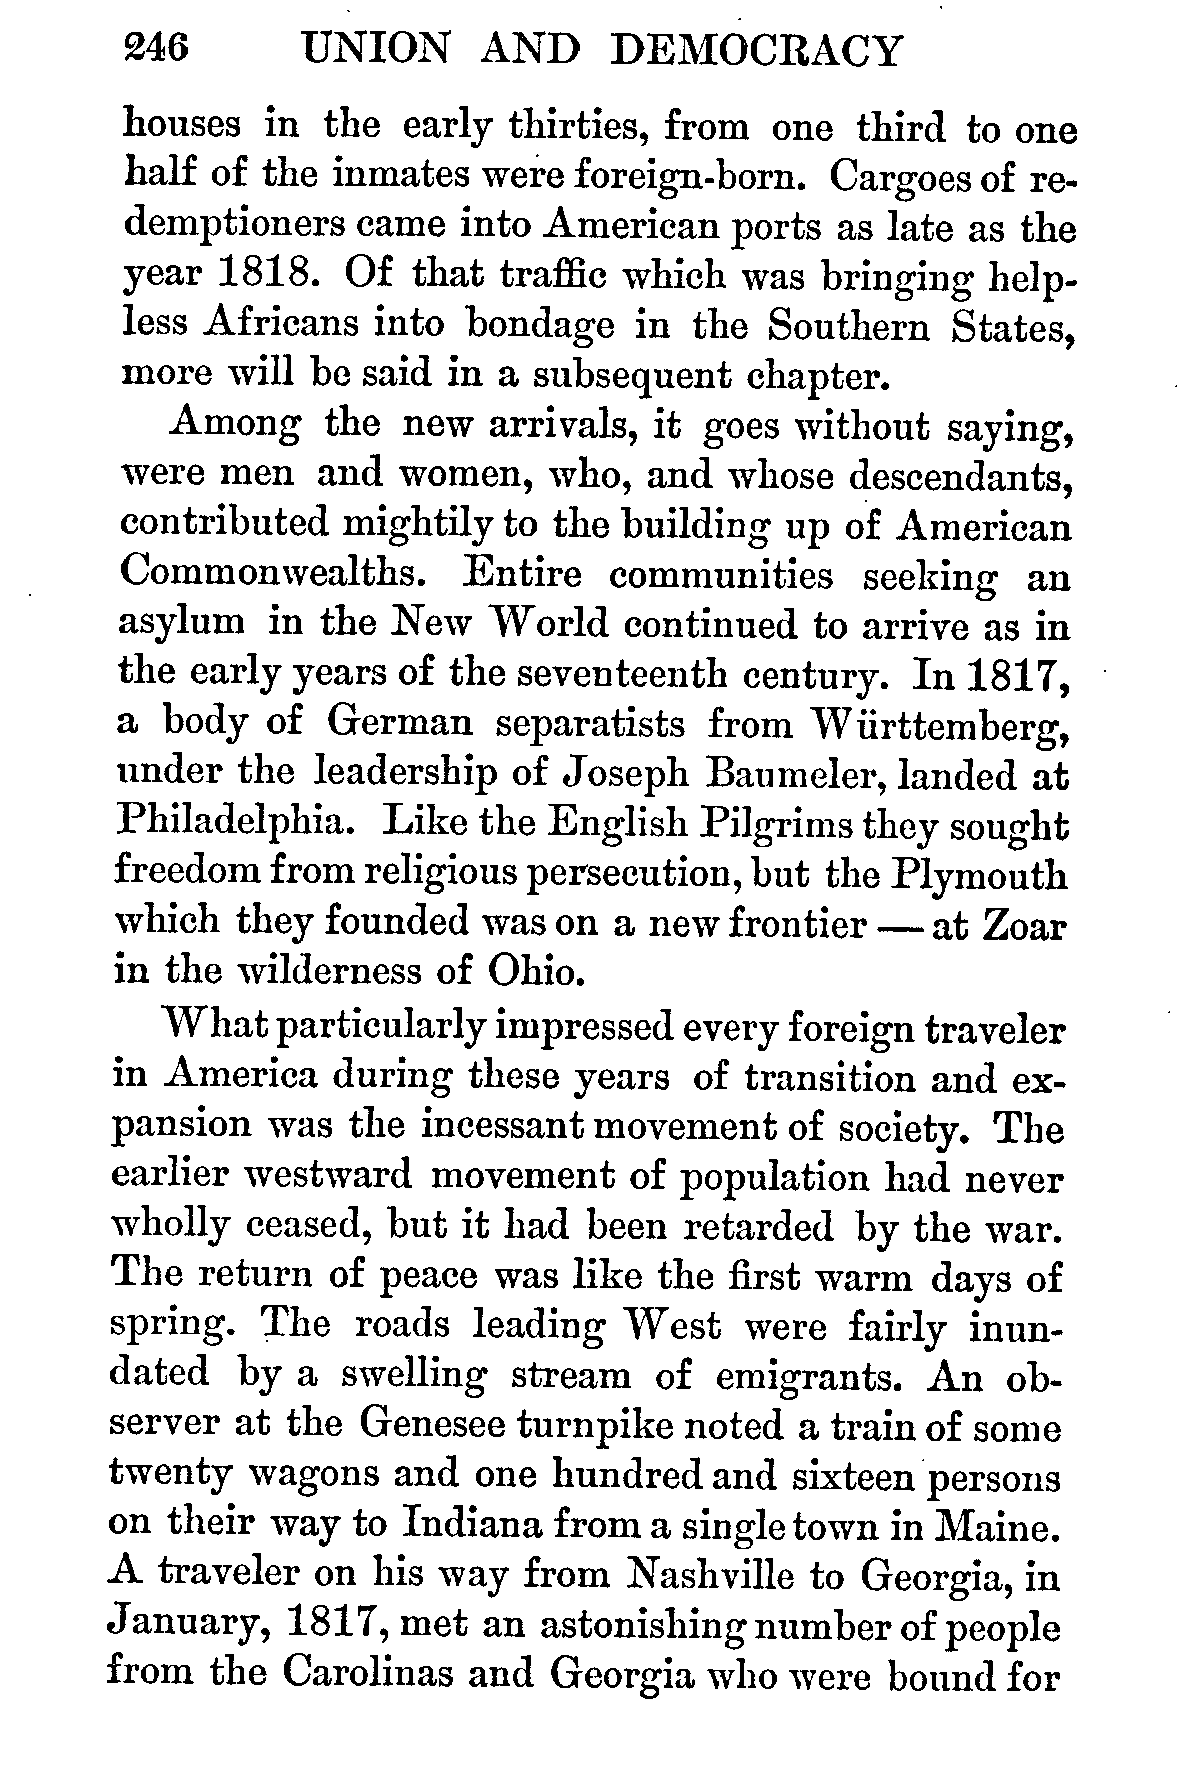 246 UNION AND DEMOCRACY
houses in the early thirties, from one third to one
half of the inmates were foreign-born. Cargoes of re-
demptioners came into American ports as late as the
year 1818. Of that traffic which was bringing help-
less Africans into bondage in the Southern States,
more will be said in a subsequent chapter.
Among the new arrivals, it goes without saying,
were men and women, who, and whose descendants,
contributed mightily to the building up of American
Commonwealths. Entire communities seeking an
asylum in the New World continued to arrive as in
the early years of the seventeenth century. In 1817,
a body of German separatists from Württemberg,
under the leadership of Joseph Baumeler, landed at
Philadelphia. Like the English Pilgrims they sought
freedom from religious persecution, but the Plymouth
which they founded was on a new frontier — at Zoar
in the wilderness of Ohio.
What particularly impressed every foreign traveler
in America during these years of transition and ex-
pansion was the incessant movement of society. The
earlier westward movement of population had never
wholly ceased, but it had been retarded by the war.
The return of peace was like the first warm days of
spring. The roads leading West were fairly inun-
dated by a swelling stream of emigrants. An ob-
server at the Genesee turnpike noted a train of some
twenty wagons and one hundred and sixteen persons
on their way to Indiana from a single town in Maine.
A traveler on his way from Nashville to Georgia, in
January, 1817, met an astonishing number of people
from the Carolinas and Georgia who were bound for